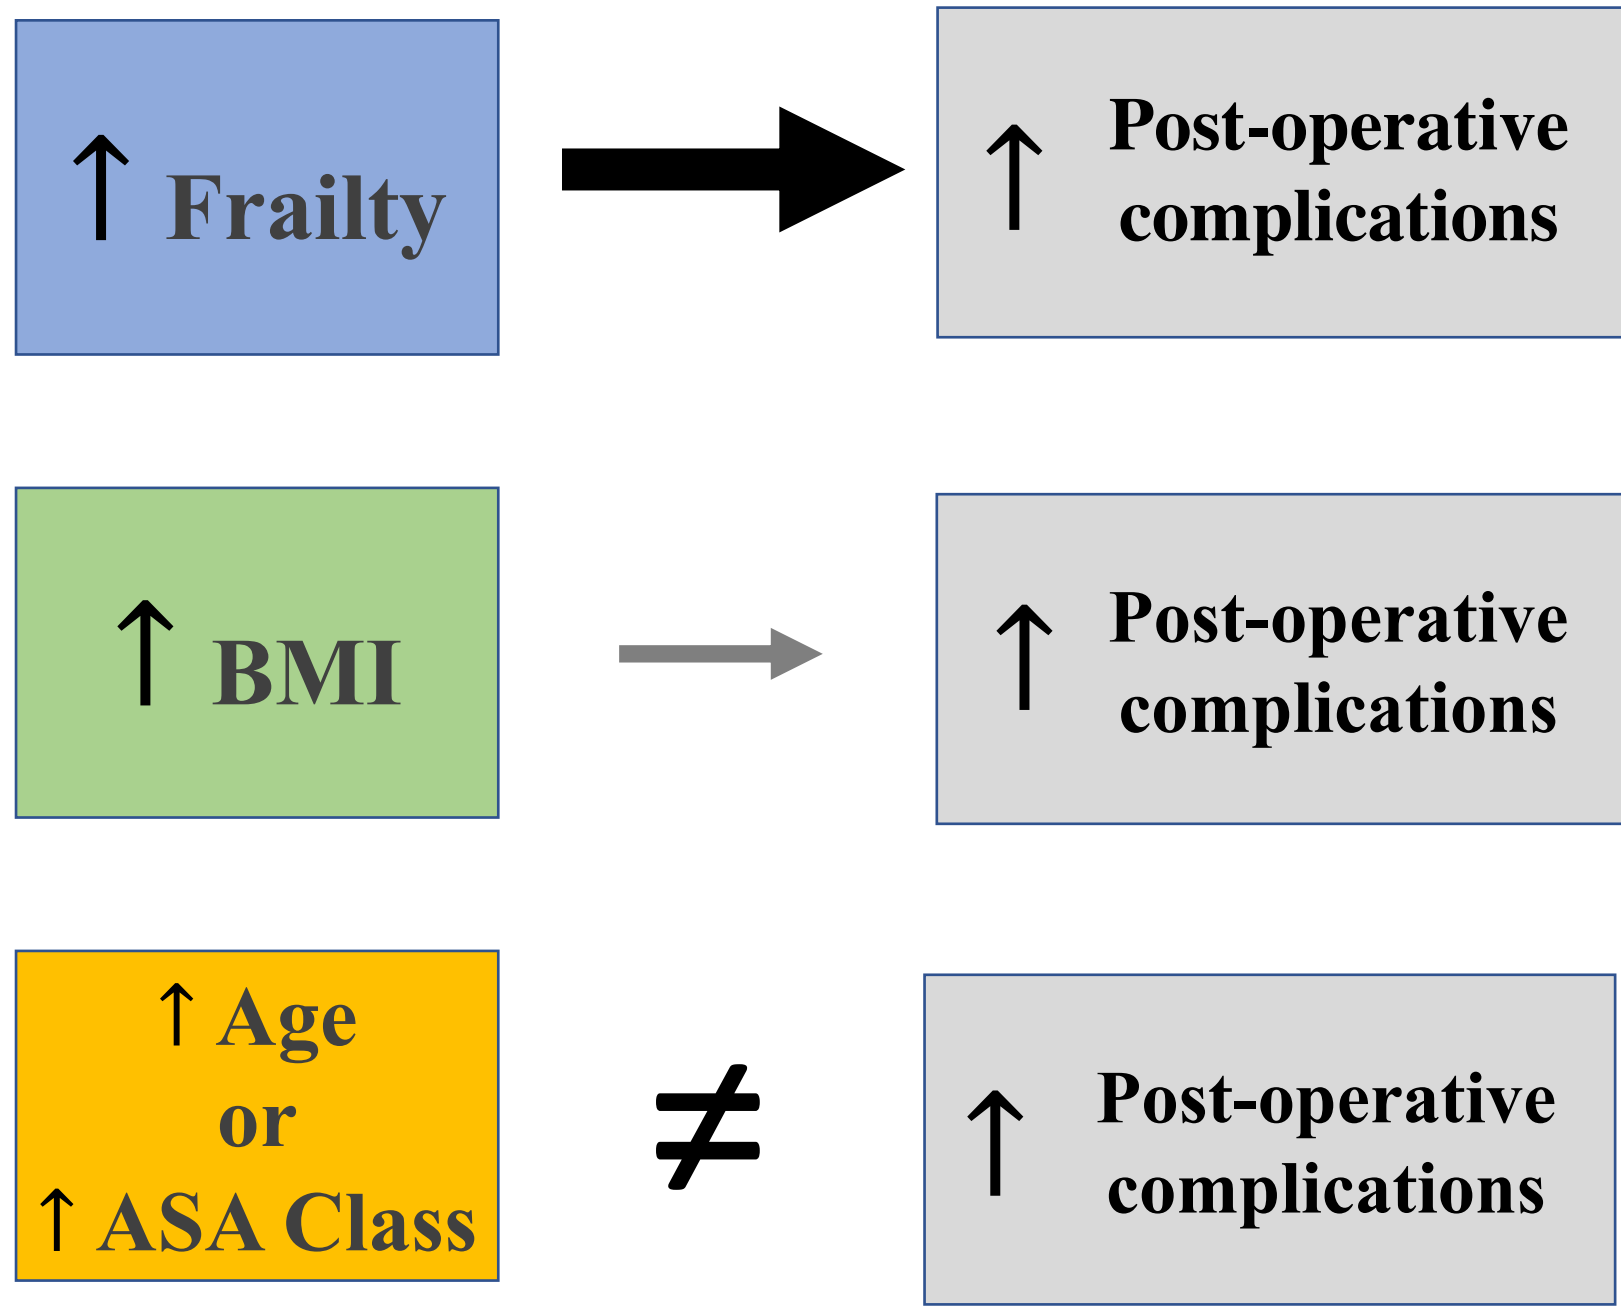 ↑ Frailty
↑ Post-operative
complications
↑ BMI
↑ Post-operative
complications
↑ Age
or
↑ ASA Class
≠
↑ Post-operative
complications